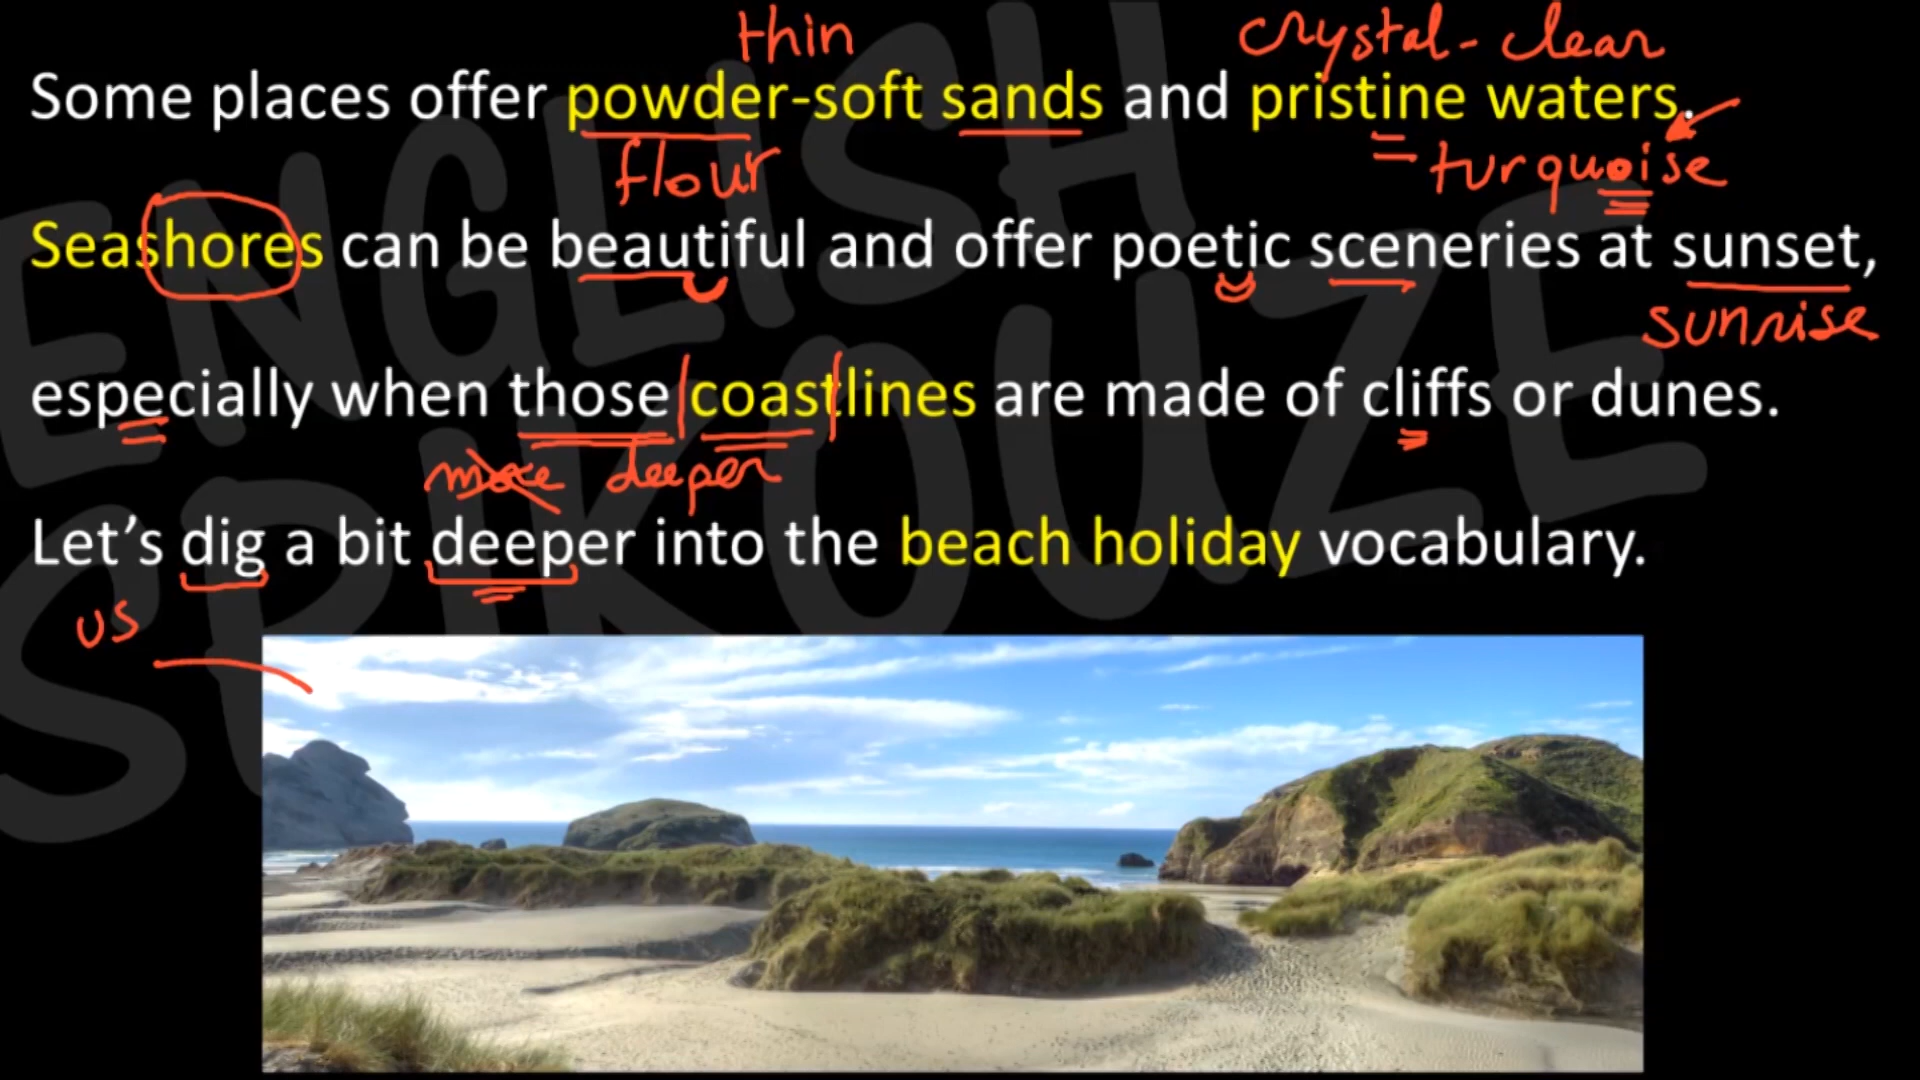 thin crystal-clear
Some places offer powder-soft sands and pristine waters.
flour = turquoise
Seashores can be beautiful and offer poetic sceneries at sunset,
sunrise
especially when those coastlines are made of cliffs or dunes.
more deeper
Let's dig a bit deeper into the beach holiday vocabulary.
us
ENGLISH
SPIKOUZE